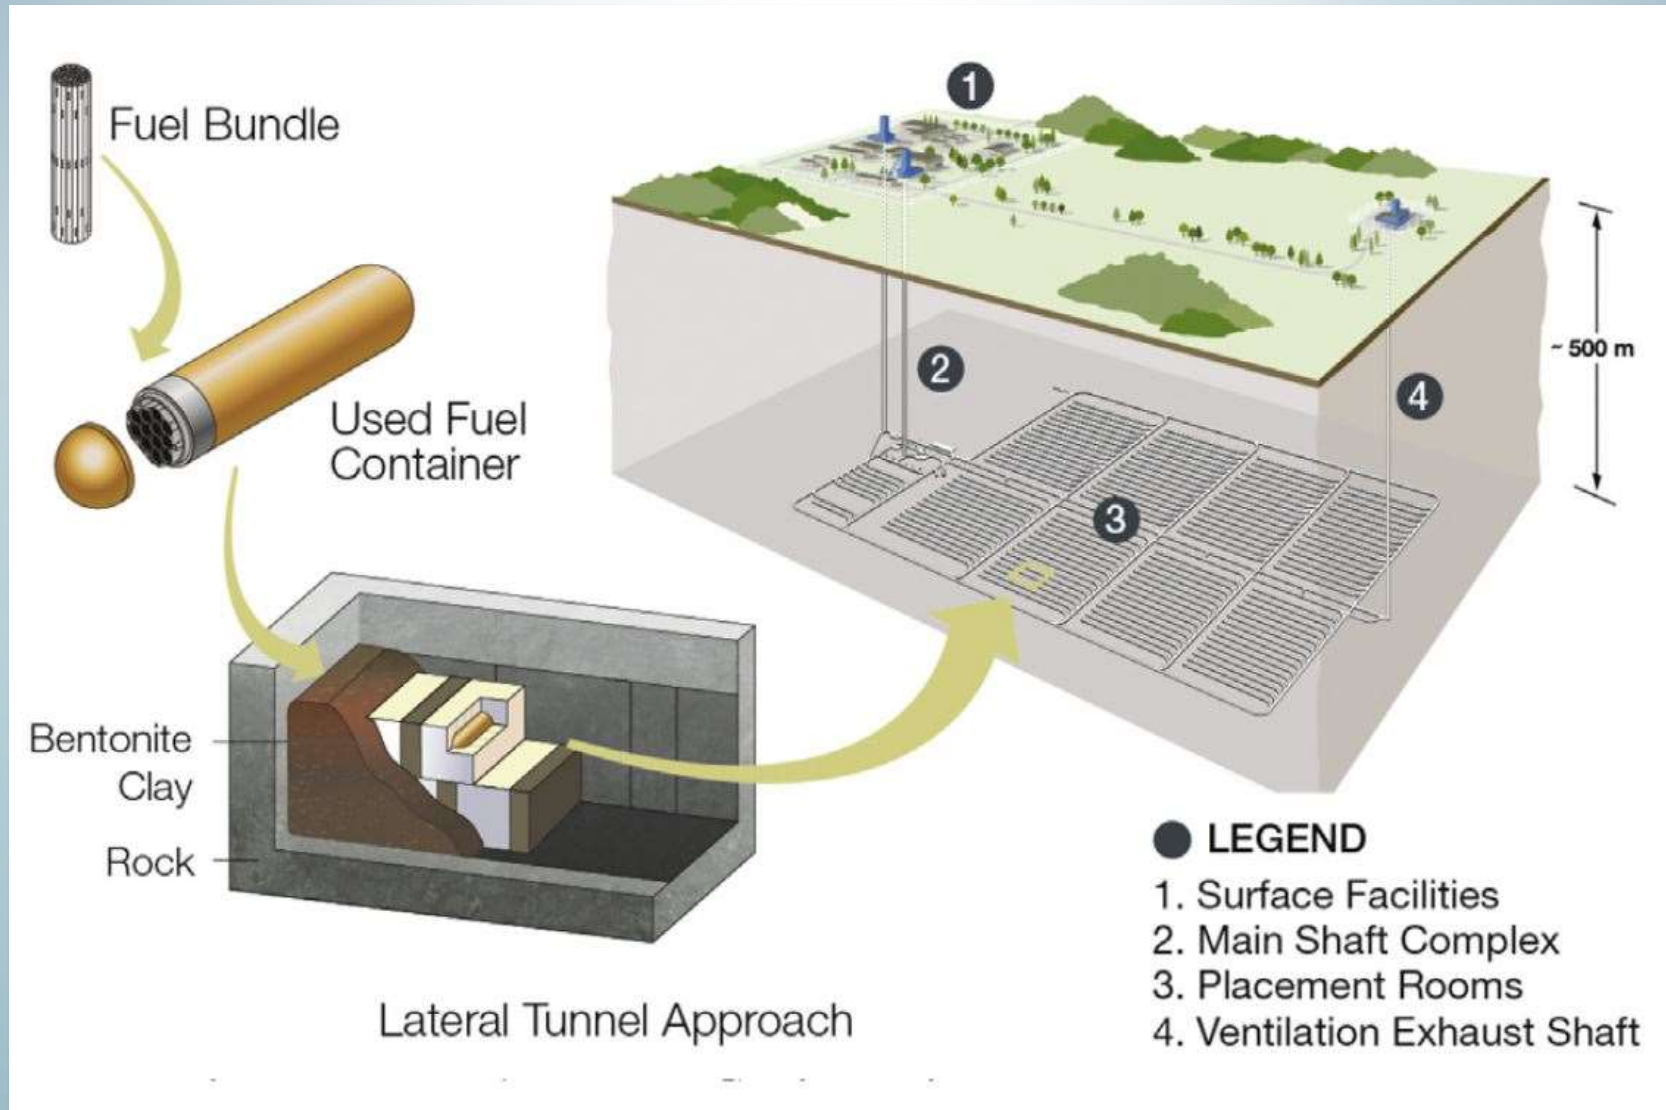 Fuel Bundle
Used Fuel
Container
Bentonite
Clay
Rock
Lateral Tunnel Approach
1
2
3
4
~ 500 m
LEGEND
1. Surface Facilities
2. Main Shaft Complex
3. Placement Rooms
4. Ventilation Exhaust Shaft